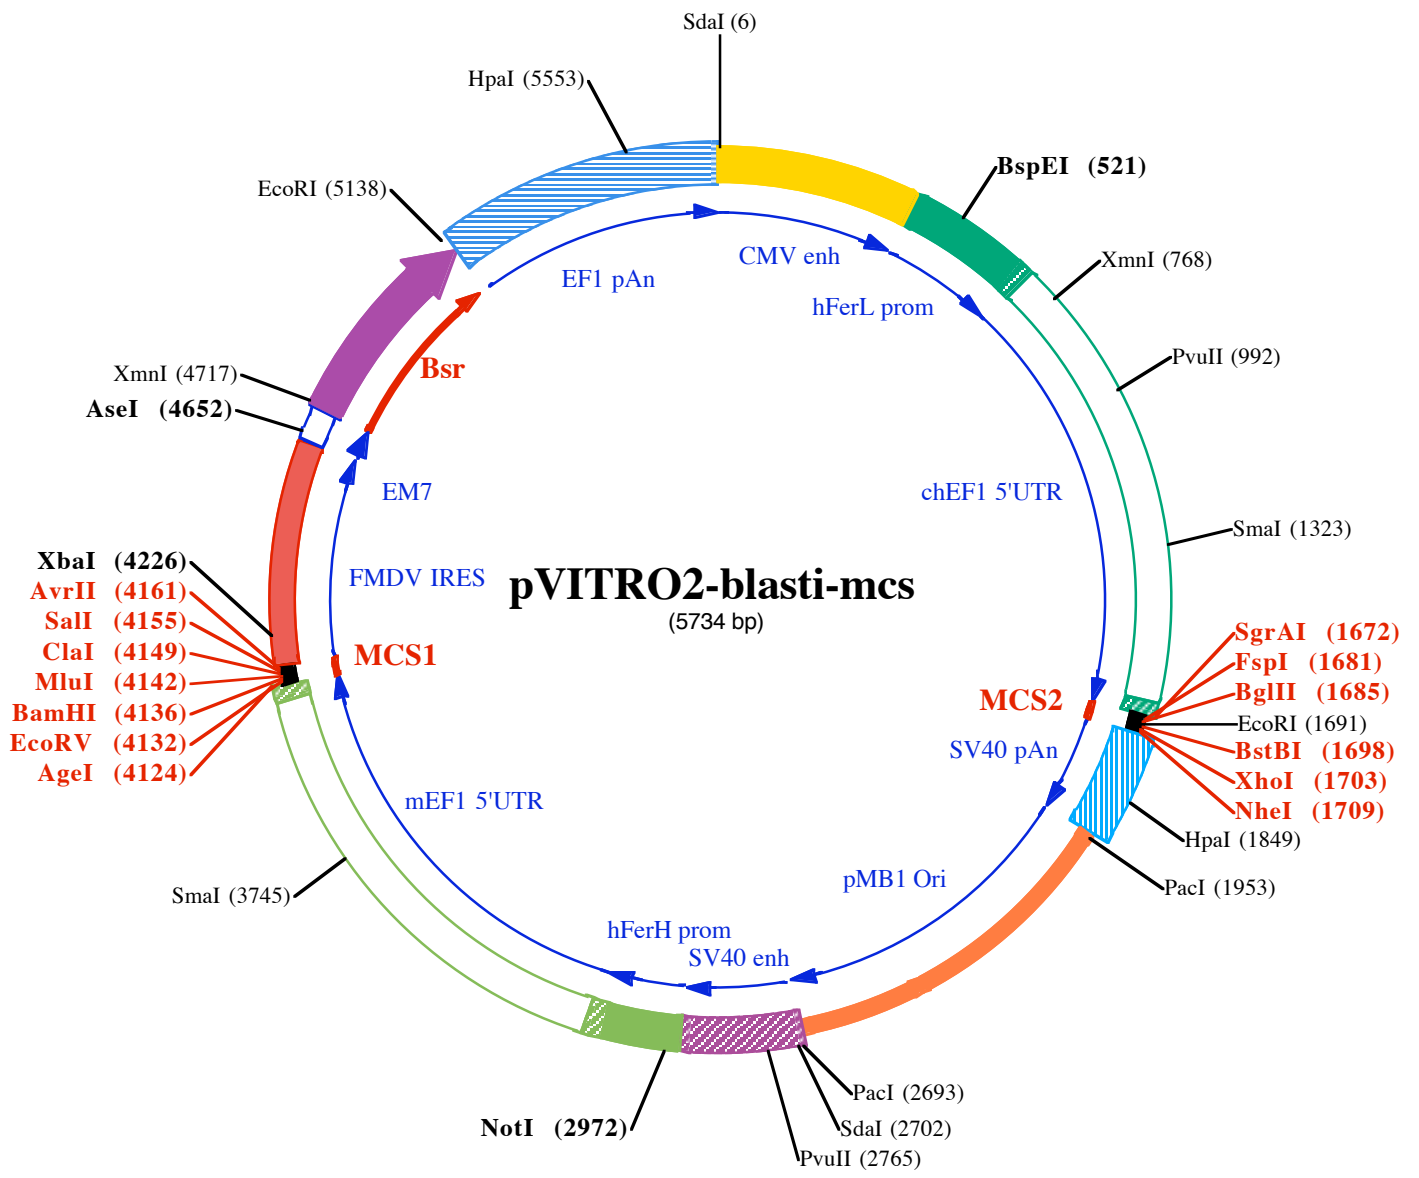 SdaI (6)
HpaI (5553)
BspEI (521)
EcoRI (5138)
CMV enh
XmnI (768)
EF1 pAn
hFerL prom
PvuII (992)
Bsr
XmnI (4717)
AseI (4652)
EM7
chEF1 5'UTR
SmaI (1323)
XbaI (4226)
AvrII (4161)
SalI (4155)
ClaI (4149)
MluI (4142)
BamHI (4136)
EcoRV (4132)
AgeI (4124)
FMDV IRES
pVITRO2-blasti-mcs
(5734 bp)
MCS1
MCS2
SgrAI (1672)
FspI (1681)
BglII (1685)
EcoRI (1691)
BstBI (1698)
XhoI (1703)
NheI (1709)
SV40 pAn
mEF1 5'UTR
HpaI (1849)
pMB1 Ori
PacI (1953)
SmaI (3745)
hFerH prom
SV40 enh
PacI (2693)
NotI (2972)
SdaI (2702)
PvuII (2765)